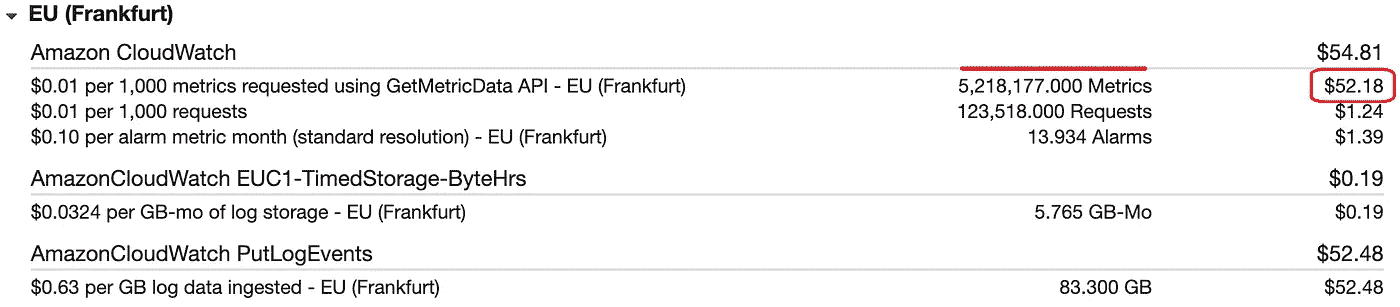 EU (Frankfurt)
Amazon CloudWatch $54.81
$0.01 per 1,000 metrics requested using GetMetricData API - EU (Frankfurt) 5,218,177.000 Metrics $52.18
$0.01 per 1,000 requests 123,518.000 Requests $1.24
$0.10 per alarm metric month (standard resolution) - EU (Frankfurt) 13.934 Alarms $1.39
AmazonCloudWatch EUC1-TimedStorage-ByteHrs $0.19
$0.0324 per GB-mo of log storage - EU (Frankfurt) 5.765 GB-Mo $0.19
AmazonCloudWatch PutLogEvents $52.48
$0.63 per GB log data ingested - EU (Frankfurt) 83.300 GB $52.48